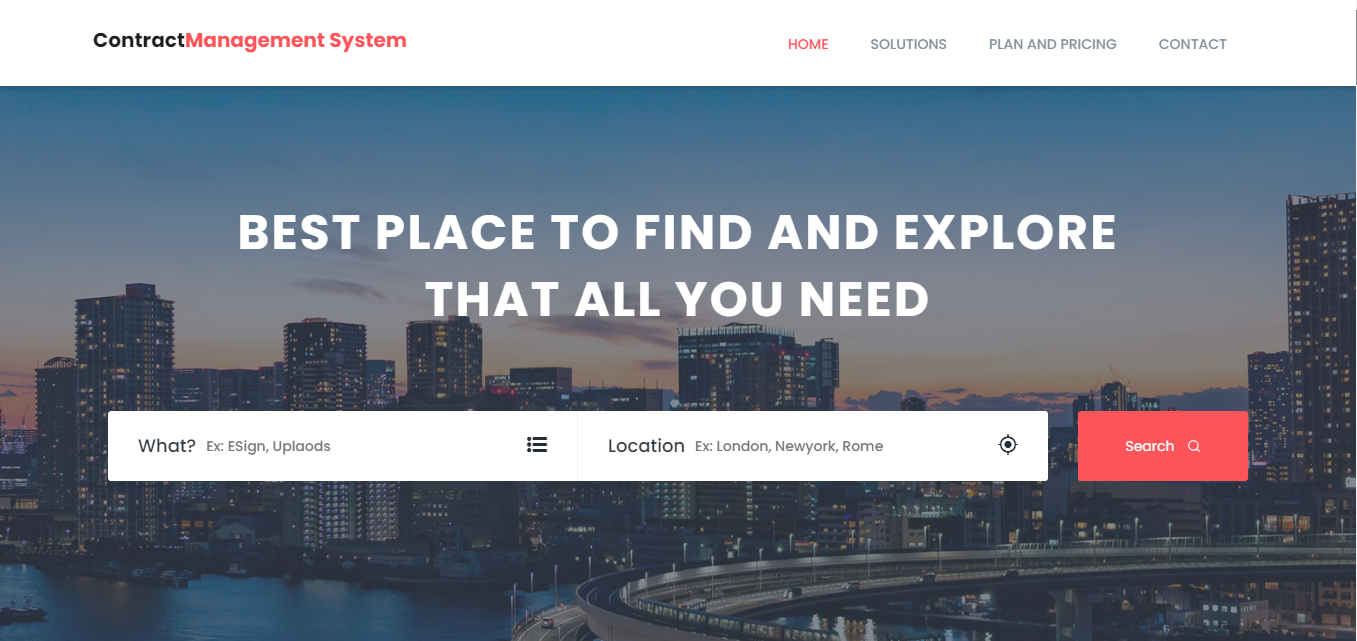 ContractManagement System
HOME SOLUTIONS PLAN AND PRICING CONTACT
BEST PLACE TO FIND AND EXPLORE
THAT ALL YOU NEED
What? Ex: ESign, Uplaods Location Ex: London, Newyork, Rome Search